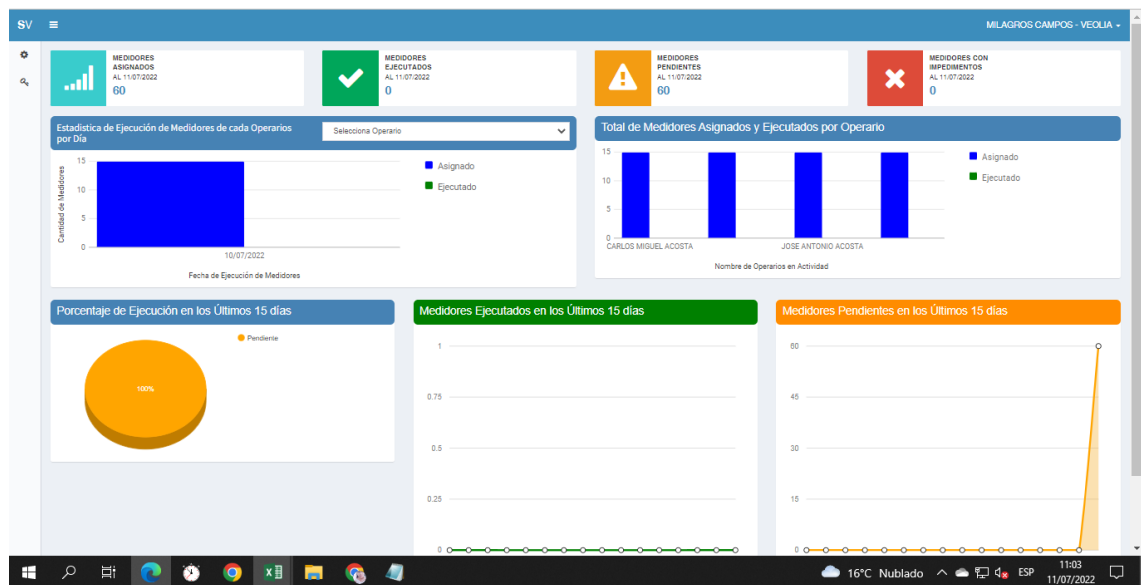 SV
MILAGROS CAMPOS - VEOLIA
MEDIDORES
ASIGNADOS
AL 11/07/2022
60
MEDIDORES
EJECUTADOS
AL 11/07/2022
0
MEDIDORES
PENDIENTES
AL 11/07/2022
60
MEDIDORES CON
IMPEDIMENTOS
AL 11/07/2022
0
Estadistica de Ejecución de Medidores de cada Operarios
por Día
Selecciona Operario
Cantidad de Medidores
15
10
5
0
10/07/2022
Fecha de Ejecución de Medidores
Asignado
Ejecutado
Total de Medidores Asignados y Ejecutados por Operario
15
10
5
0
CARLOS MIGUEL ACOSTA
JOSE ANTONIO ACOSTA
Nombre de Operarios en Actividad
Asignado
Ejecutado
Porcentaje de Ejecución en los Últimos 15 días
100%
Pendiente
Medidores Ejecutados en los Últimos 15 días
1
0.75
0.5
0.25
0
Medidores Pendientes en los Últimos 15 días
60
45
30
15
0
16°C Nublado
ESP
11:03
11/07/2022